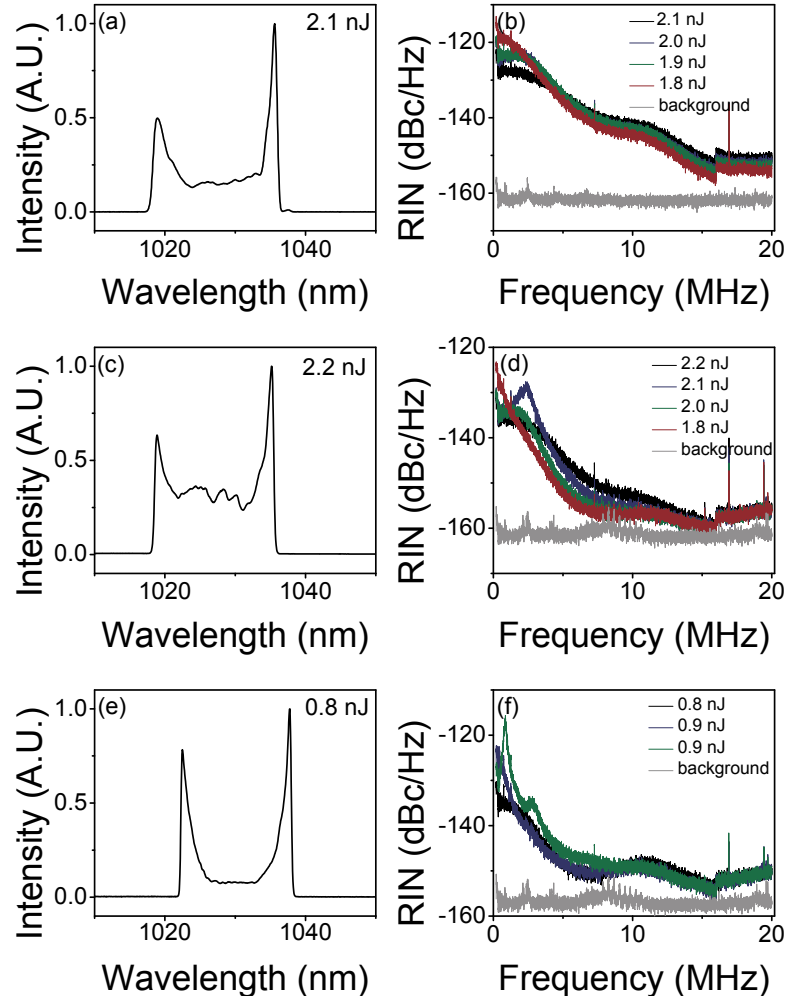 (a) 2.1 nJ
Intensity (A.U.)
1.0
0.5
0.0
1020 1040
Wavelength (nm)
(b)
RIN (dBc/Hz)
-120
-140
-160
2.1 nJ
2.0 nJ
1.9 nJ
1.8 nJ
background
0 10 20
Frequency (MHz)
(c) 2.2 nJ
Intensity (A.U.)
1.0
0.5
0.0
1020 1040
Wavelength (nm)
(d)
RIN (dBc/Hz)
-120
-140
-160
2.2 nJ
2.1 nJ
2.0 nJ
1.8 nJ
background
0 10 20
Frequency (MHz)
(e) 0.8 nJ
Intensity (A.U.)
1.0
0.5
0.0
1020 1040
Wavelength (nm)
(f)
RIN (dBc/Hz)
-120
-140
-160
0.8 nJ
0.9 nJ
0.9 nJ
background
0 10 20
Frequency (MHz)